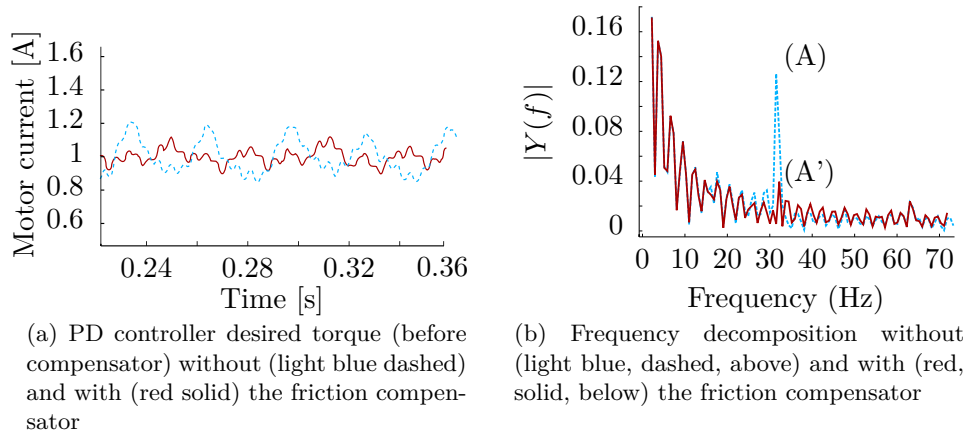 Motor current [A]
1.6
1.4
1.2
1
0.8
0.6
0.24
0.28
0.32
0.36
Time [s]
(a) PD controller desired torque (before
compensator) without (light blue dashed)
and with (red solid) the friction compen-
sator
|Y(f)|
0.16
0.12
0.08
0.04
0
(A)
(A')
0
10
20
30
40
50
60
70
Frequency (Hz)
(b) Frequency decomposition without
(light blue, dashed, above) and with (red,
solid, below) the friction compensator